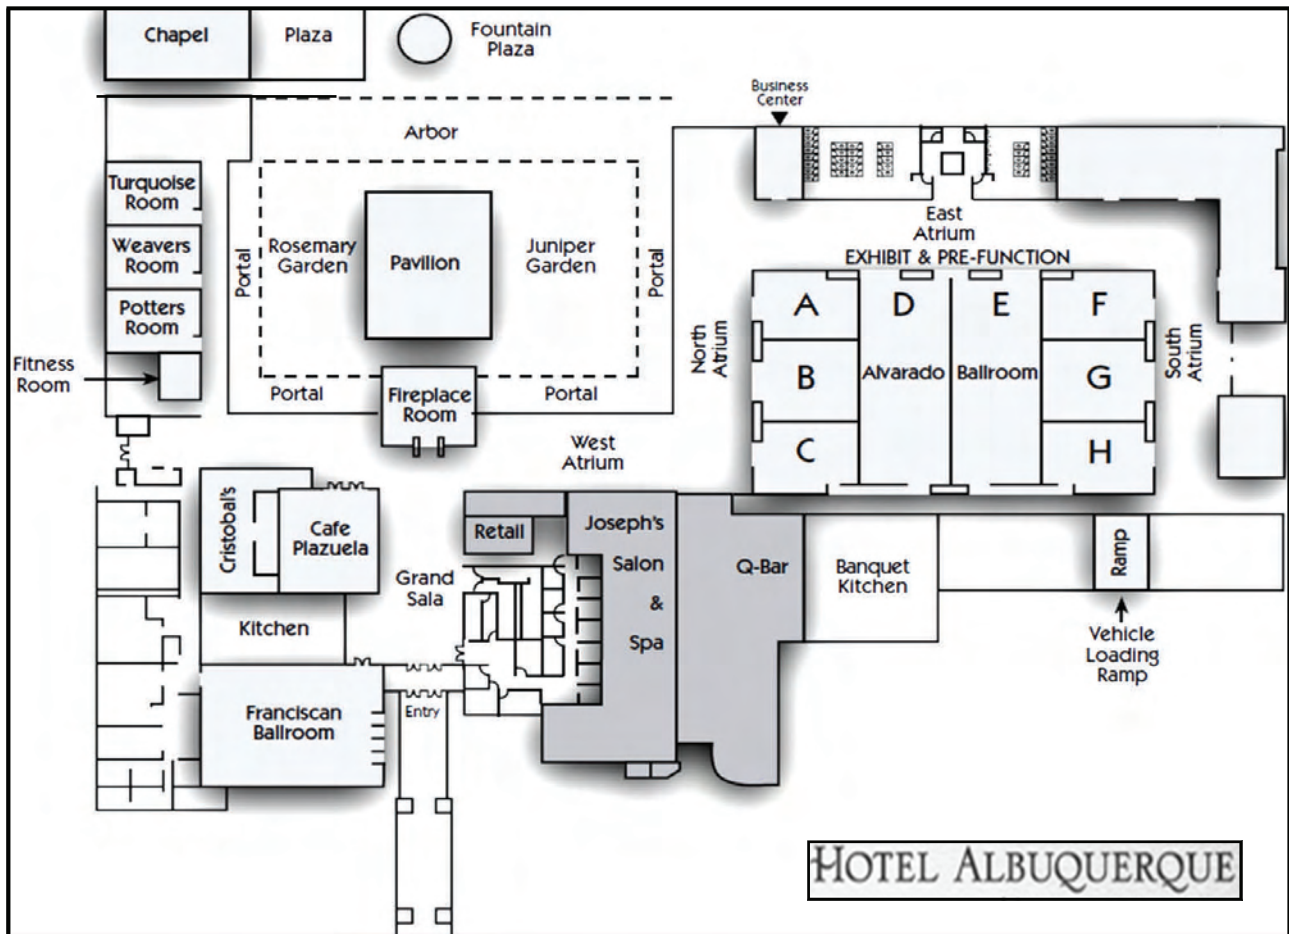 Chapel
Plaza
Fountain
Plaza
Business
Center
Arbor
Turquoise
Room
Weavers
Room
Potters
Room
Fitness
Room
Portal
Rosemary
Garden
Pavilion
Juniper
Garden
Portal
Portal
Fireplace
Room
Portal
East
Atrium
EXHIBIT & PRE-FUNCTION
North
Atrium
A
B
C
D
Alvarado
E
Ballroom
F
G
H
South
Atrium
West
Atrium
Cristobal's
Cafe
Plazuela
Retail
Joseph's
Salon
&
Spa
Q-Bar
Banquet
Kitchen
Ramp
Vehicle
Loading
Ramp
Grand
Sala
Kitchen
Franciscan
Ballroom
Entry
HOTEL ALBUQUERQUE